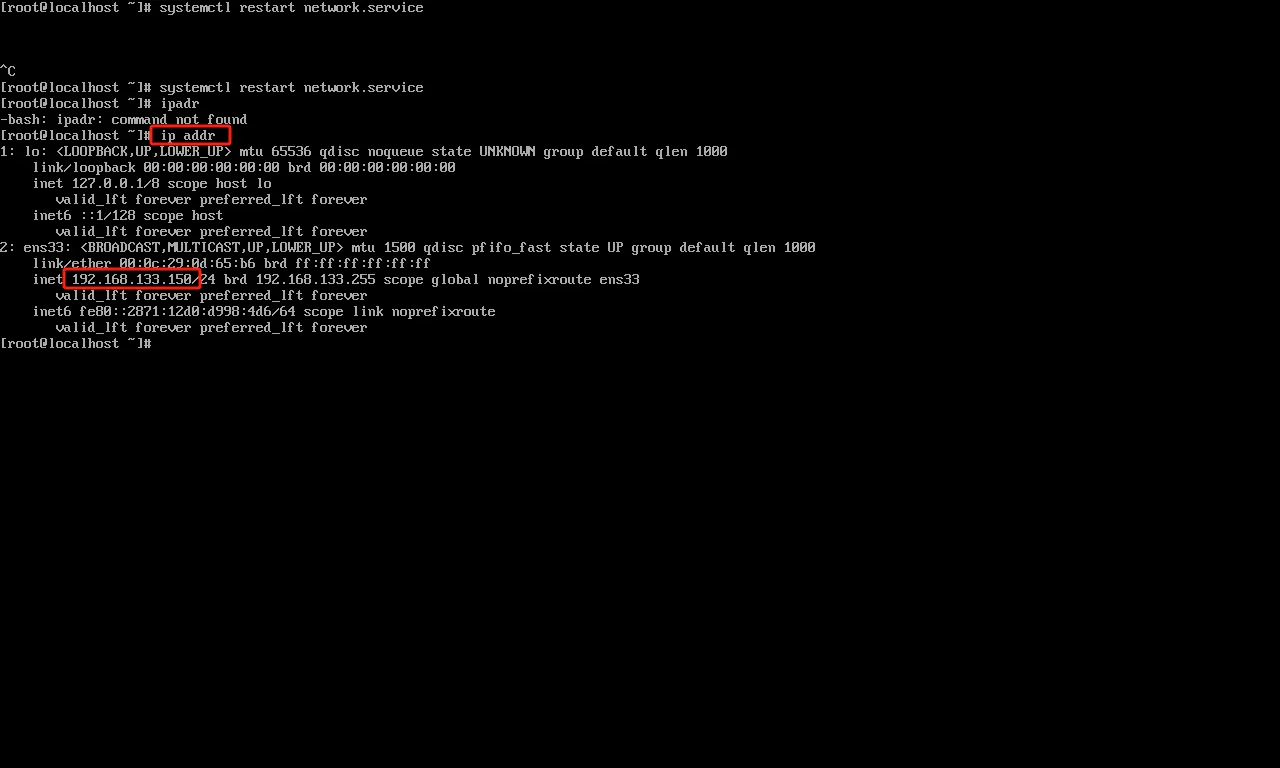 [root@localhost ~]# systemctl restart network.service
^C
[root@localhost ~]# systemctl restart network.service
[root@localhost ~]# ipadr
-bash: ipadr: command not found
[root@localhost ~]# ip addr
1: lo: <LOOPBACK,UP,LOWER_UP> mtu 65536 qdisc noqueue state UNKNOWN group default qlen 1000
    link/loopback 00:00:00:00:00:00 brd 00:00:00:00:00:00
    inet 127.0.0.1/8 scope host lo
       valid_lft forever preferred_lft forever
    inet6 ::1/128 scope host
       valid_lft forever preferred_lft forever
2: ens33: <BROADCAST,MULTICAST,UP,LOWER_UP> mtu 1500 qdisc pfifo_fast state UP group default qlen 1000
    link/ether 00:0c:29:0d:65:b6 brd ff:ff:ff:ff:ff:ff
    inet 192.168.133.150/24 brd 192.168.133.255 scope global noprefixroute ens33
       valid_lft forever preferred_lft forever
    inet6 fe80::2871:12d0:d998:4d6/64 scope link noprefixroute
       valid_lft forever preferred_lft forever
[root@localhost ~]#